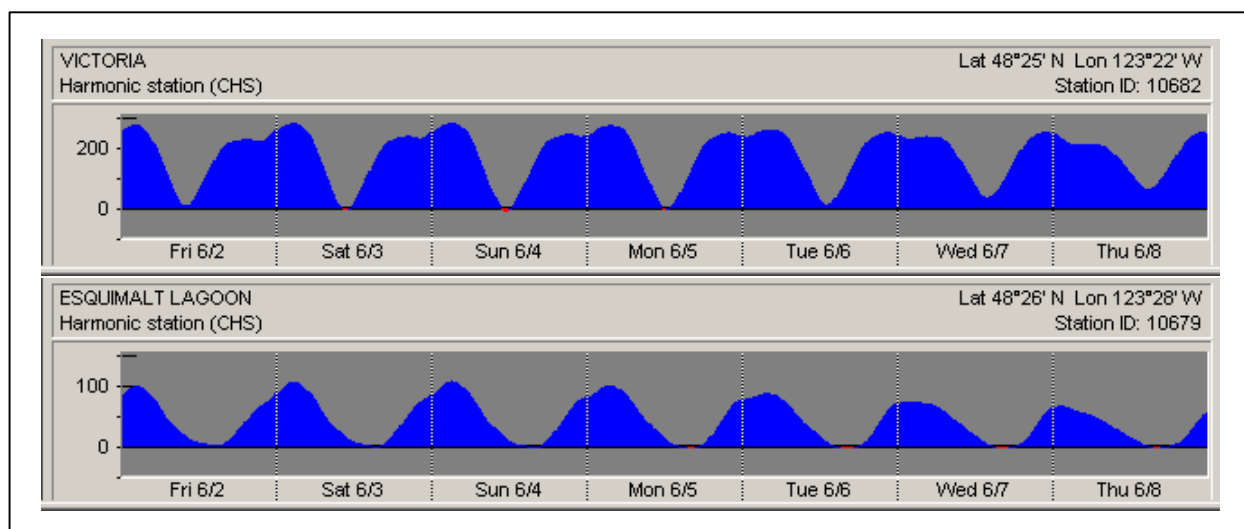 VICTORIA Lat 48°25' N Lon 123°22' W
Harmonic station (CHS) Station ID: 10682
200
0
Fri 6/2 Sat 6/3 Sun 6/4 Mon 6/5 Tue 6/6 Wed 6/7 Thu 6/8
ESQUIMALT LAGOON Lat 48°26' N Lon 123°28' W
Harmonic station (CHS) Station ID: 10679
100
0
Fri 6/2 Sat 6/3 Sun 6/4 Mon 6/5 Tue 6/6 Wed 6/7 Thu 6/8